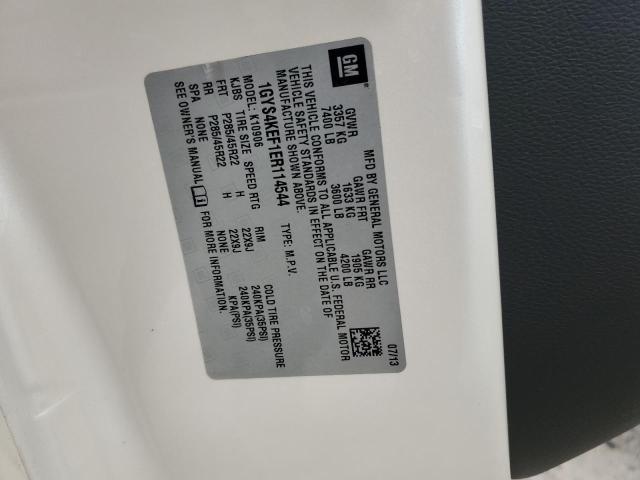 GM
MFD BY GENERAL MOTORS LLC 07/13
GVWR GAWR FRT GAWR RR
3357 KG 1633 KG 1905 KG
7400 LB 3600 LB 4200 LB
THIS VEHICLE CONFORMS TO ALL APPLICABLE U.S. FEDERAL MOTOR
VEHICLE SAFETY STANDARDS IN EFFECT ON THE DATE OF
MANUFACTURE SHOWN ABOVE.
1GYS4KEF1ER114544 TYPE: M.P.V.
MODEL: K10906
KJBS TIRE SIZE SPEED RTG RIM COLD TIRE PRESSURE
FRT P285/45R22 H 22X9J 240KPA(35PSI)
RR P285/45R22 H 22X9J 240KPA(35PSI)
SPA NONE NONE KPA(PSI)
SEE OWNER'S MANUAL FOR MORE INFORMATION.